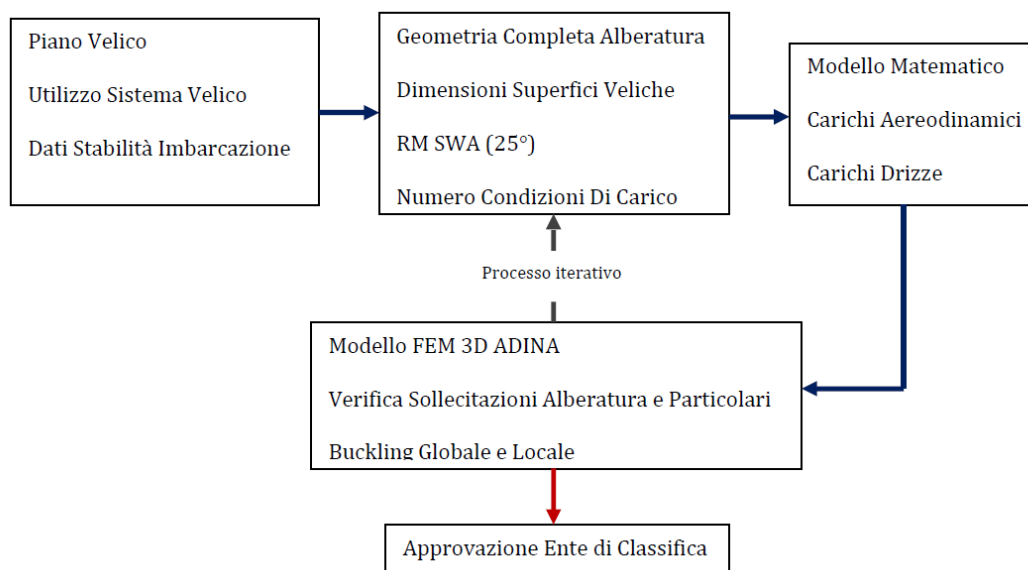 Piano Velico
Utilizzo Sistema Velico
Dati Stabilità Imbarcazione
Geometria Completa Alberatura
Dimensioni Superfici Veliche
RM SWA (25°)
Numero Condizioni Di Carico
Modello Matematico
Carichi Aereodinamici
Carichi Drizze
Processo iterativo
Modello FEM 3D ADINA
Verifica Sollecitazioni Alberatura e Particolari
Buckling Globale e Locale
Approvazione Ente di Classifica